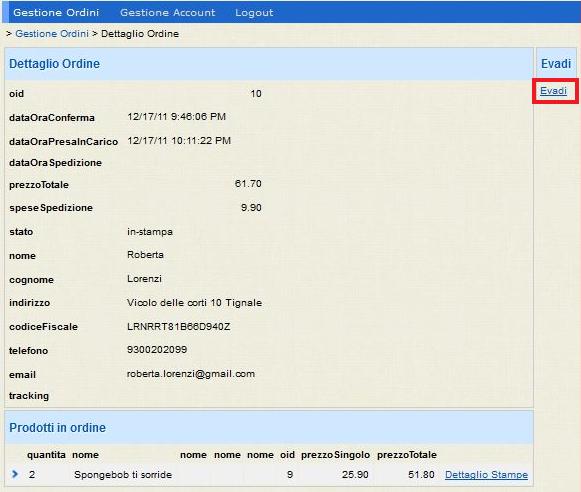 Gestione Ordini Gestione Account Logout
> Gestione Ordini > Dettaglio Ordine
Dettaglio Ordine
oid 10
dataOraConferma 12/17/11 9:46:06 PM
dataOraPresaInCarico 12/17/11 10:11:22 PM
dataOraSpedizione
prezzoTotale 61.70
speseSpedizione 9.90
stato in-stampa
nome Roberta
cognome Lorenzi
indirizzo Vicolo delle corti 10 Tignale
codiceFiscale LRNRRT81B66D940Z
telefono 9300202099
email roberta.lorenzi@gmail.com
tracking
Evadi
Evadi
Prodotti in ordine
quantita nome nome nome nome oid prezzoSingolo prezzoTotale
2 Spongebob ti sorride 9 25.90 51.80 Dettaglio Stampe